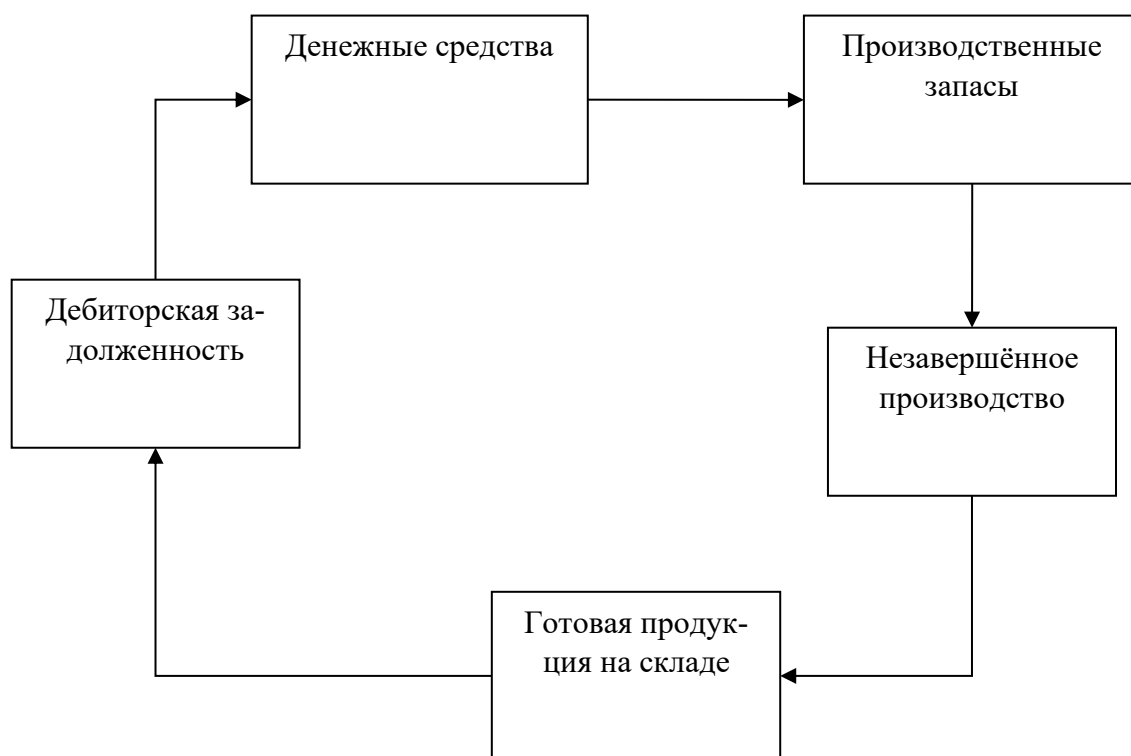 Денежные средства
Производственные
запасы
Дебиторская за-
долженность
Незавершённое
производство
Готовая продук-
ция на складе